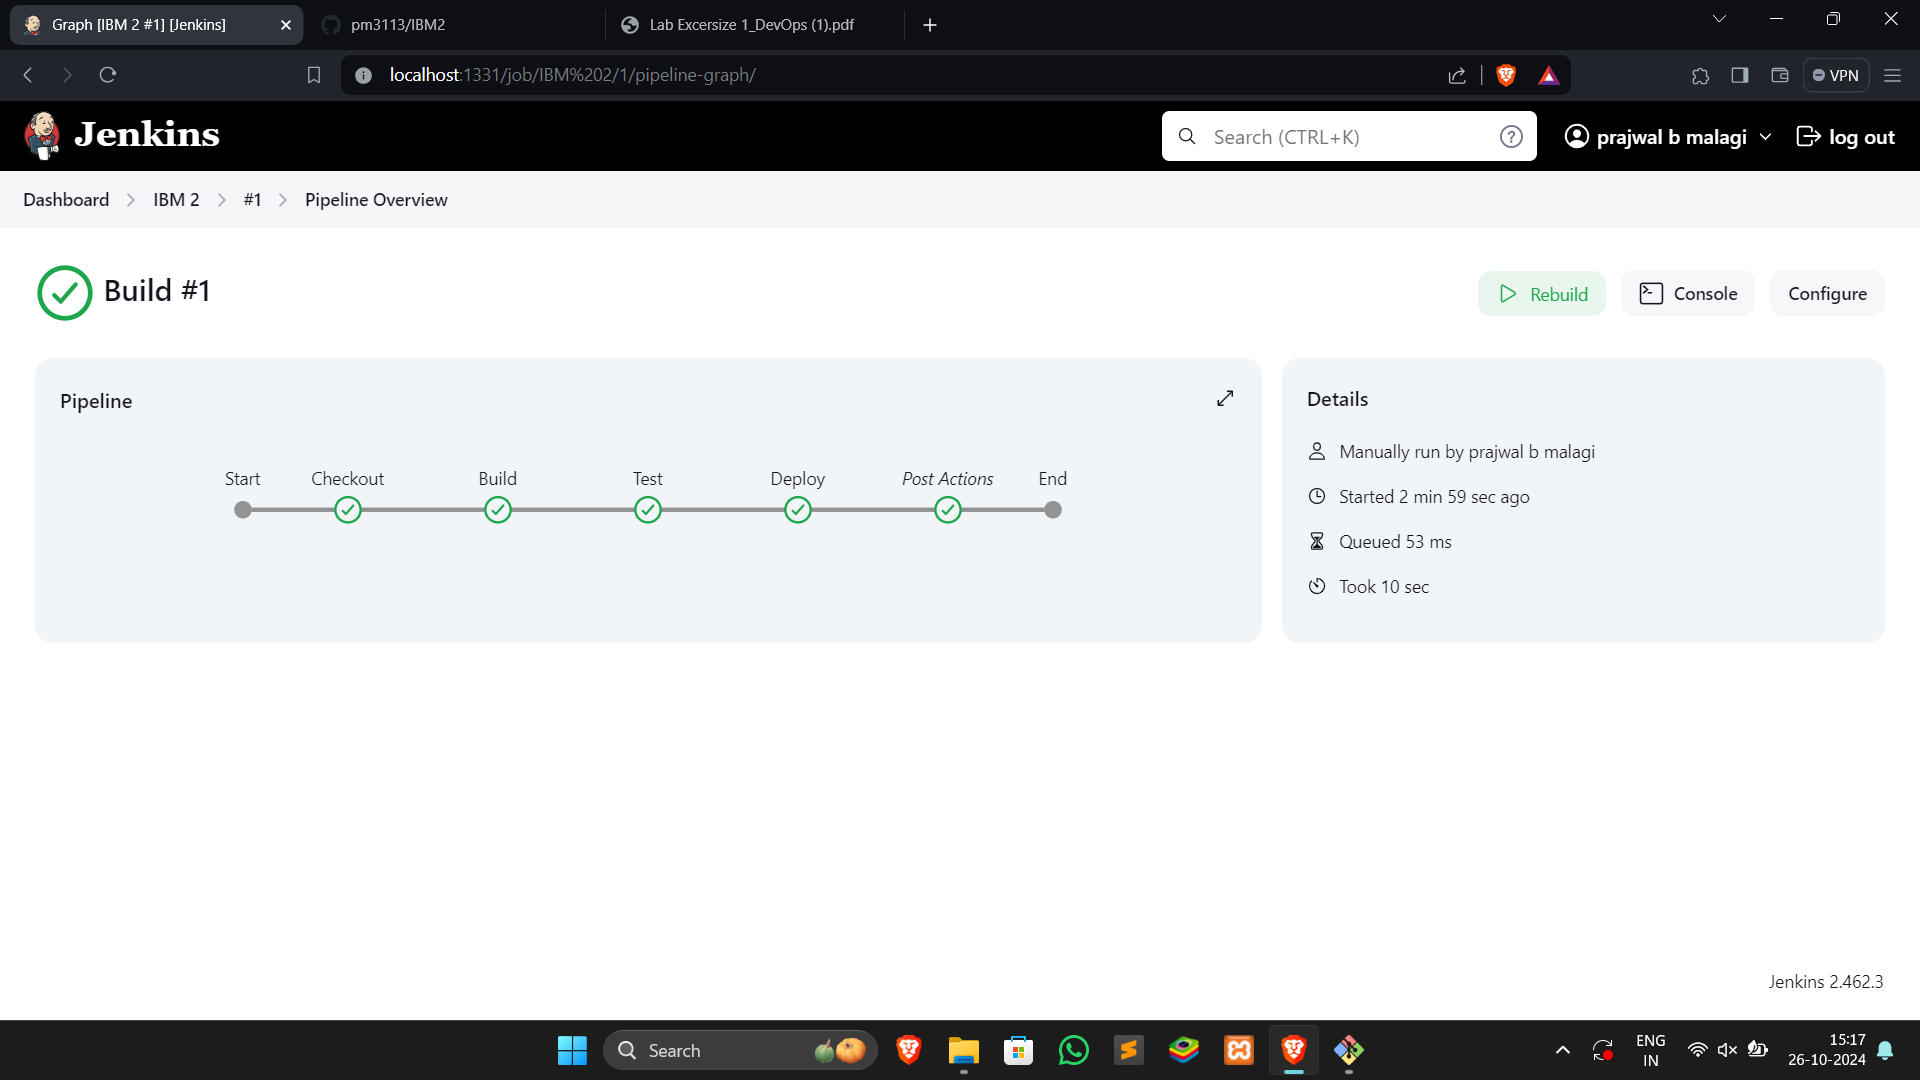 Graph [IBM 2 #1] [Jenkins]
pm3113/IBM2
Lab Excersize 1_DevOps (1).pdf
localhost:1331/job/IBM%202/1/pipeline-graph/
VPN
Jenkins
Search (CTRL+K)
prajwal b malagi
log out
Dashboard
IBM 2
#1
Pipeline Overview
Build #1
Rebuild
Console
Configure
Pipeline
Start
Checkout
Build
Test
Deploy
Post Actions
End
Details
Manually run by prajwal b malagi
Started 2 min 59 sec ago
Queued 53 ms
Took 10 sec
Jenkins 2.462.3
Search
ENG
IN
15:17
26-10-2024